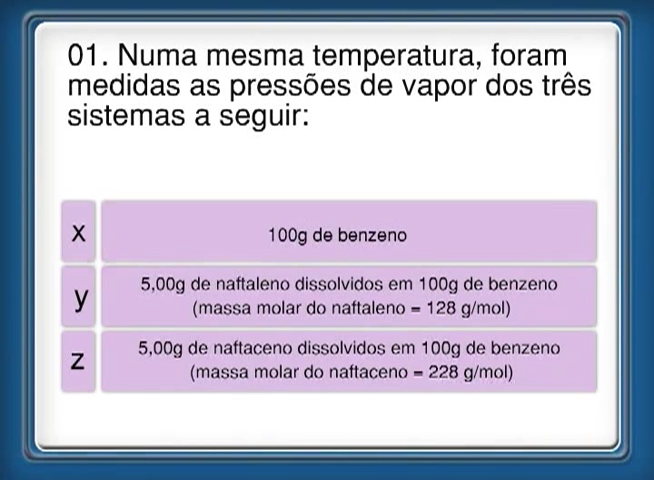 01. Numa mesma temperatura, foram
medidas as pressões de vapor dos três
sistemas a seguir:
x
100g de benzeno
y
5,00g de naftaleno dissolvidos em 100g de benzeno
(massa molar do naftaleno = 128 g/mol)
z
5,00g de naftaceno dissolvidos em 100g de benzeno
(massa molar do naftaceno = 228 g/mol)